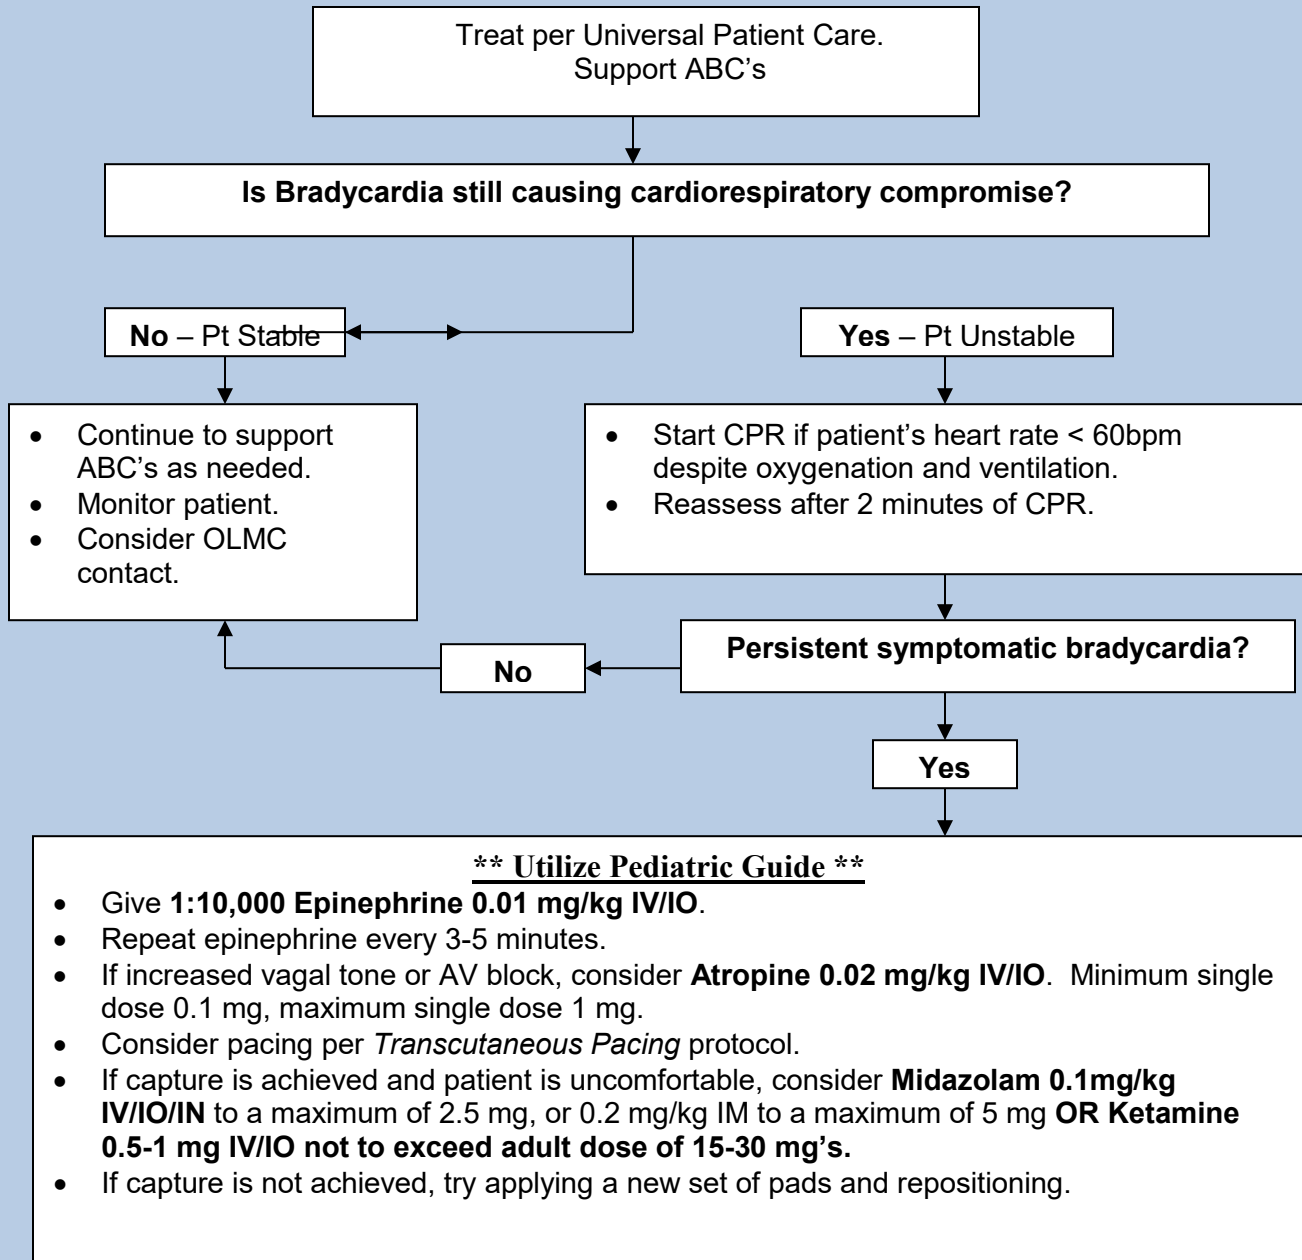 Treat per Universal Patient Care.
Support ABC’s
Is Bradycardia still causing cardiorespiratory compromise?
No – Pt Stable
Yes – Pt Unstable
• Continue to support
ABC’s as needed.
• Monitor patient.
• Consider OLMC
contact.
• Start CPR if patient’s heart rate < 60bpm
despite oxygenation and ventilation.
• Reassess after 2 minutes of CPR.
Persistent symptomatic bradycardia?
No
Yes
** Utilize Pediatric Guide **
• Give 1:10,000 Epinephrine 0.01 mg/kg IV/IO.
• Repeat epinephrine every 3-5 minutes.
• If increased vagal tone or AV block, consider Atropine 0.02 mg/kg IV/IO. Minimum single
dose 0.1 mg, maximum single dose 1 mg.
• Consider pacing per Transcutaneous Pacing protocol.
• If capture is achieved and patient is uncomfortable, consider Midazolam 0.1mg/kg
IV/IO/IN to a maximum of 2.5 mg, or 0.2 mg/kg IM to a maximum of 5 mg OR Ketamine
0.5-1 mg IV/IO not to exceed adult dose of 15-30 mg’s.
• If capture is not achieved, try applying a new set of pads and repositioning.